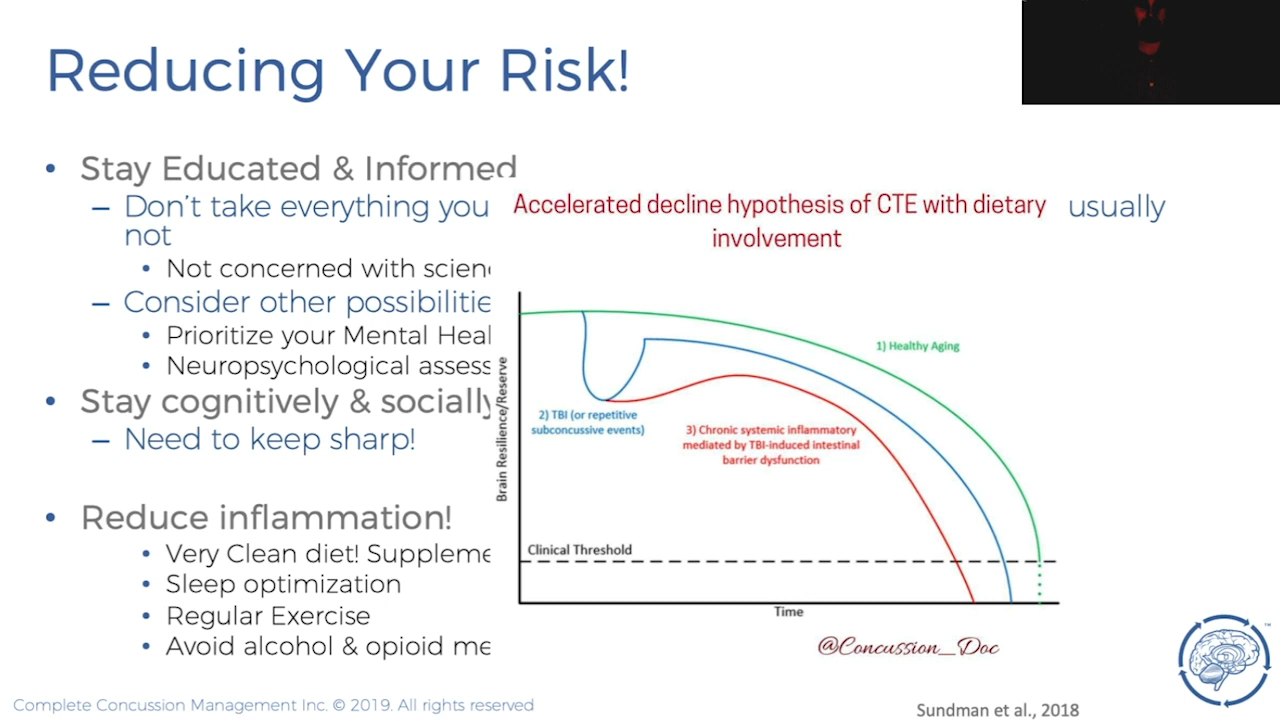 Reducing Your Risk!
• Stay Educated & Informed
– Don't take everything you
usually
not
• Not concerned with scien
– Consider other possibilitie
• Prioritize your Mental Heal
• Neuropsychological assess
• Stay cognitively & socially
– Need to keep sharp!
• Reduce inflammation!
• Very Clean diet! Suppleme
• Sleep optimization
• Regular Exercise
• Avoid alcohol & opioid me
Accelerated decline hypothesis of CTE with dietary
involvement
Brain Resilience/Reserve
1) Healthy Aging
2) TBI (or repetitive
subconcussive events)
3) Chronic systemic inflammatory
mediated by TBI-induced intestinal
barrier dysfunction
Clinical Threshold
Time
@Concussion_Doc
TM
Complete Concussion Management Inc. © 2019. All rights reserved
Sundman et al., 2018